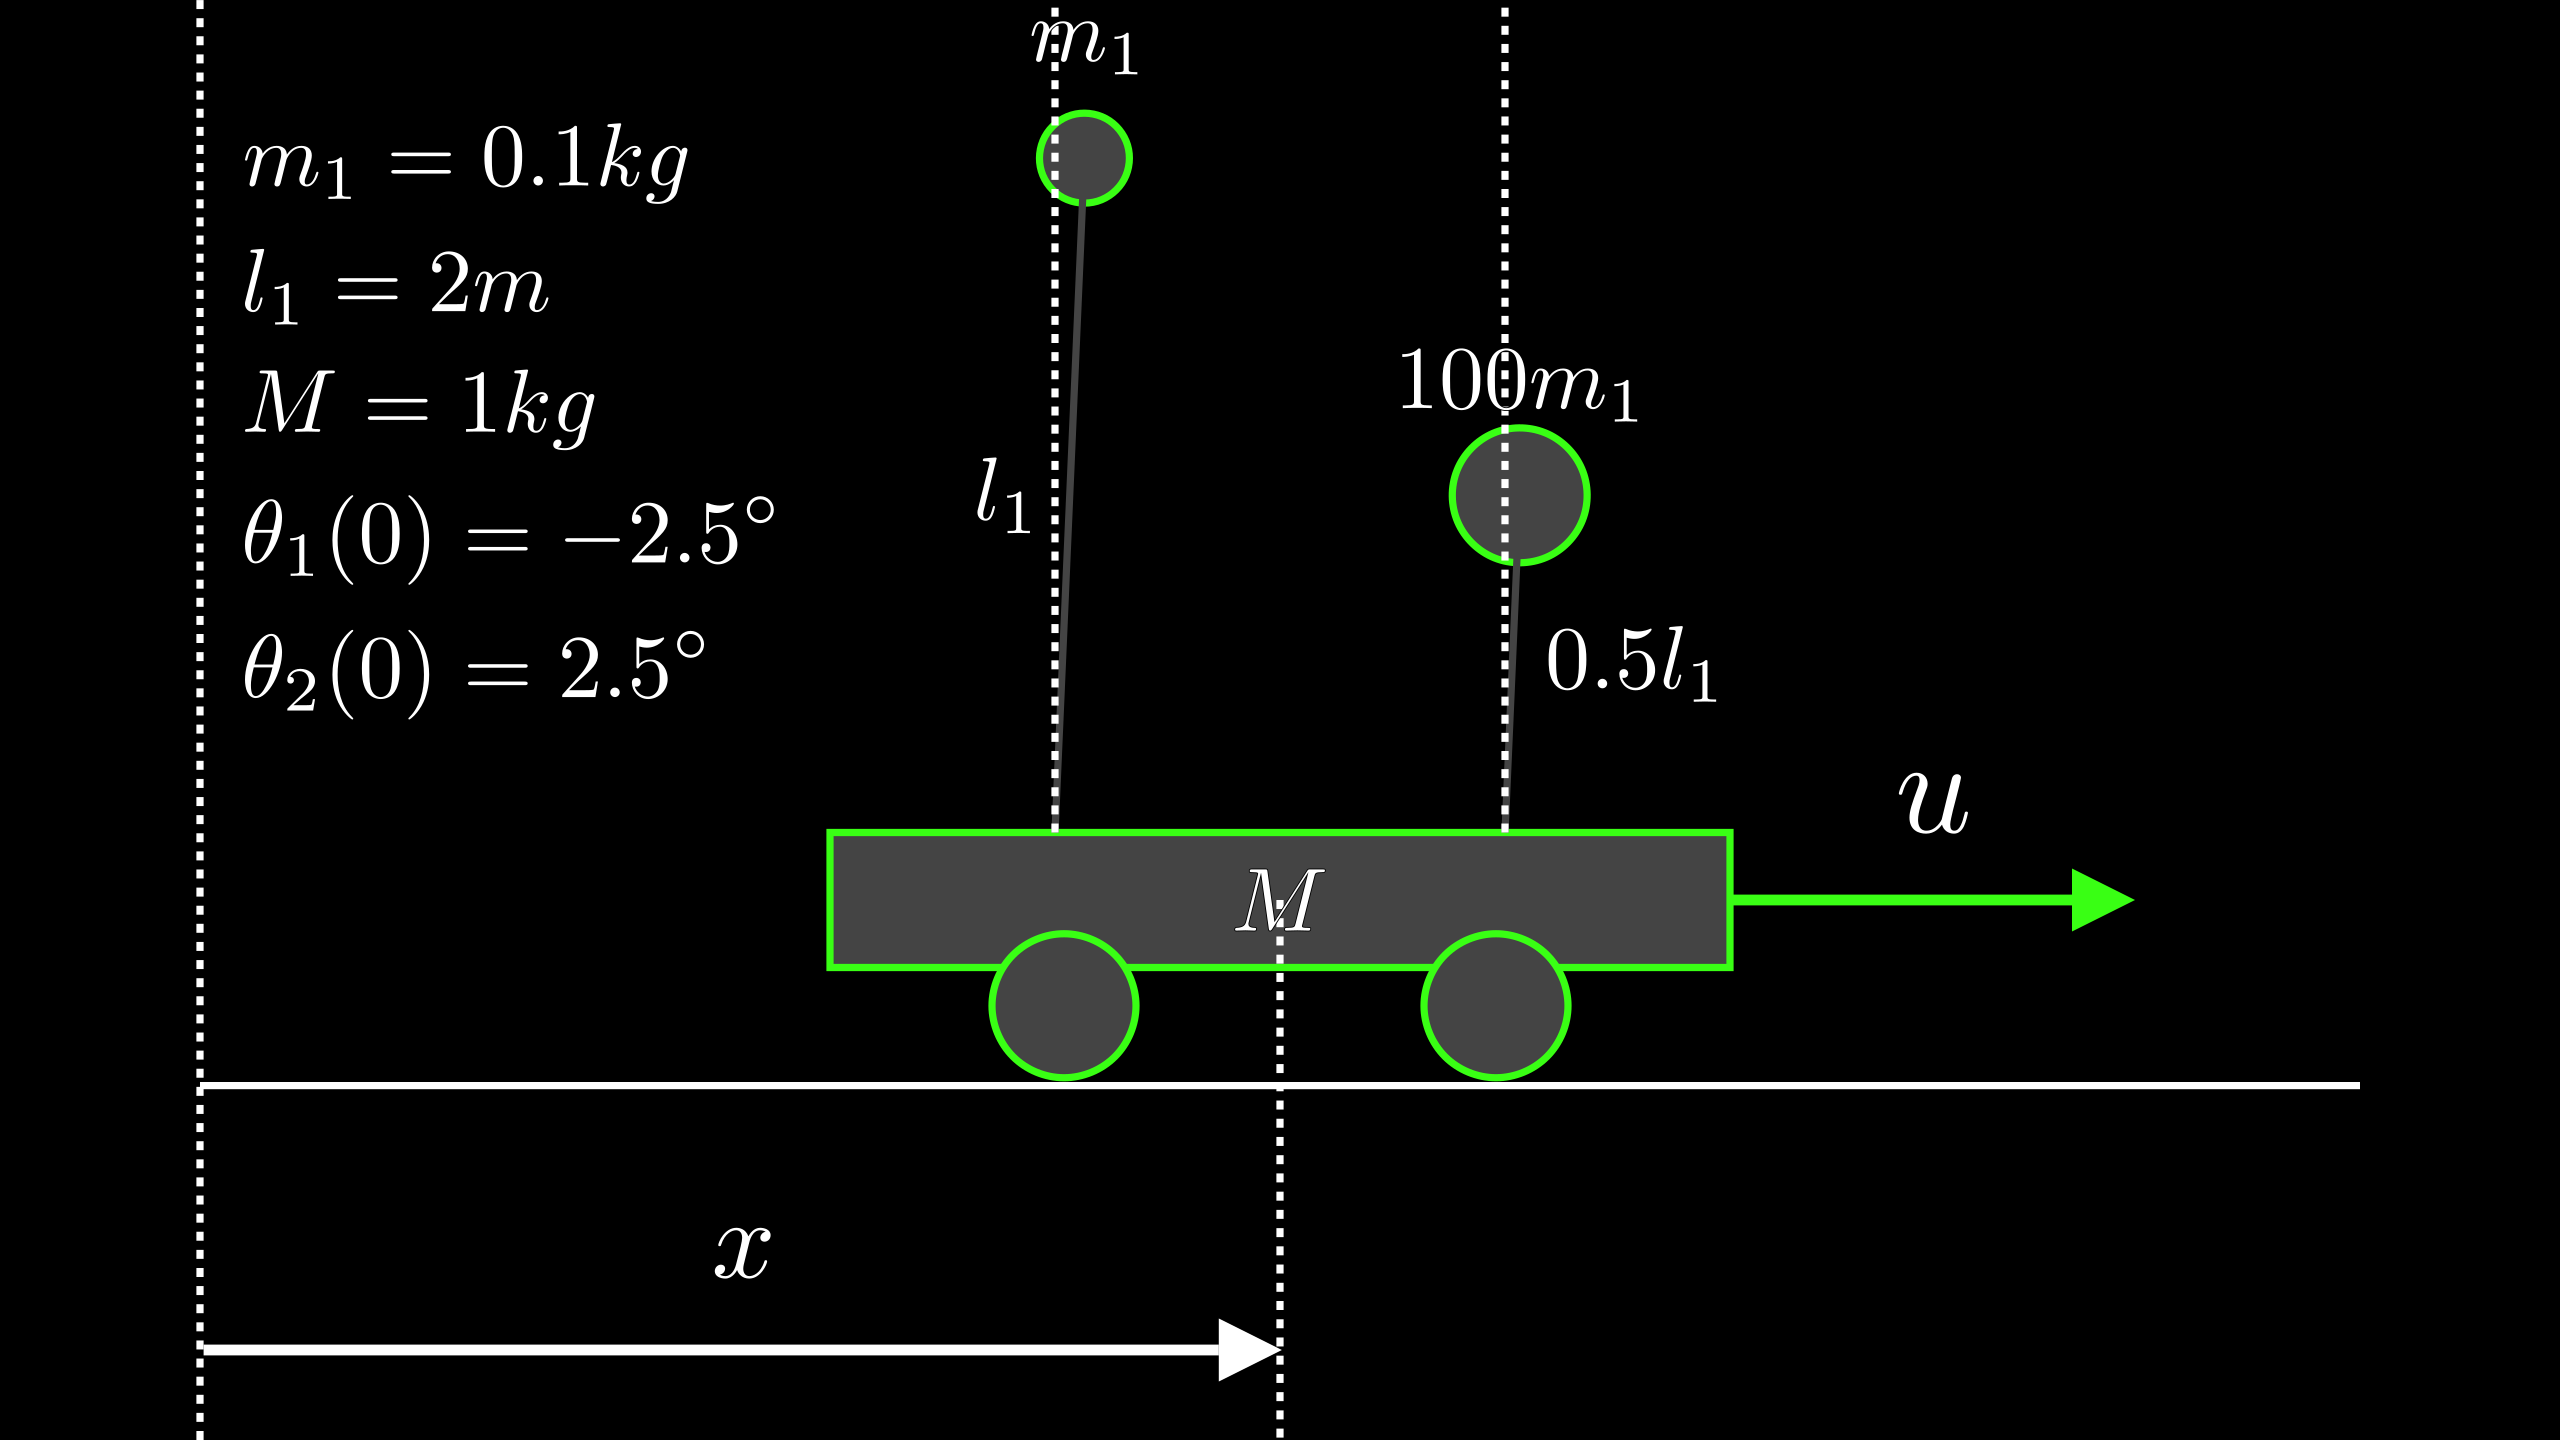 m₁
m₁ = 0.1kg
l₁ = 2m
M = 1kg
θ₁(0) = −2.5°
θ₂(0) = 2.5°
100m₁
l₁
0.5l₁
u
M
x